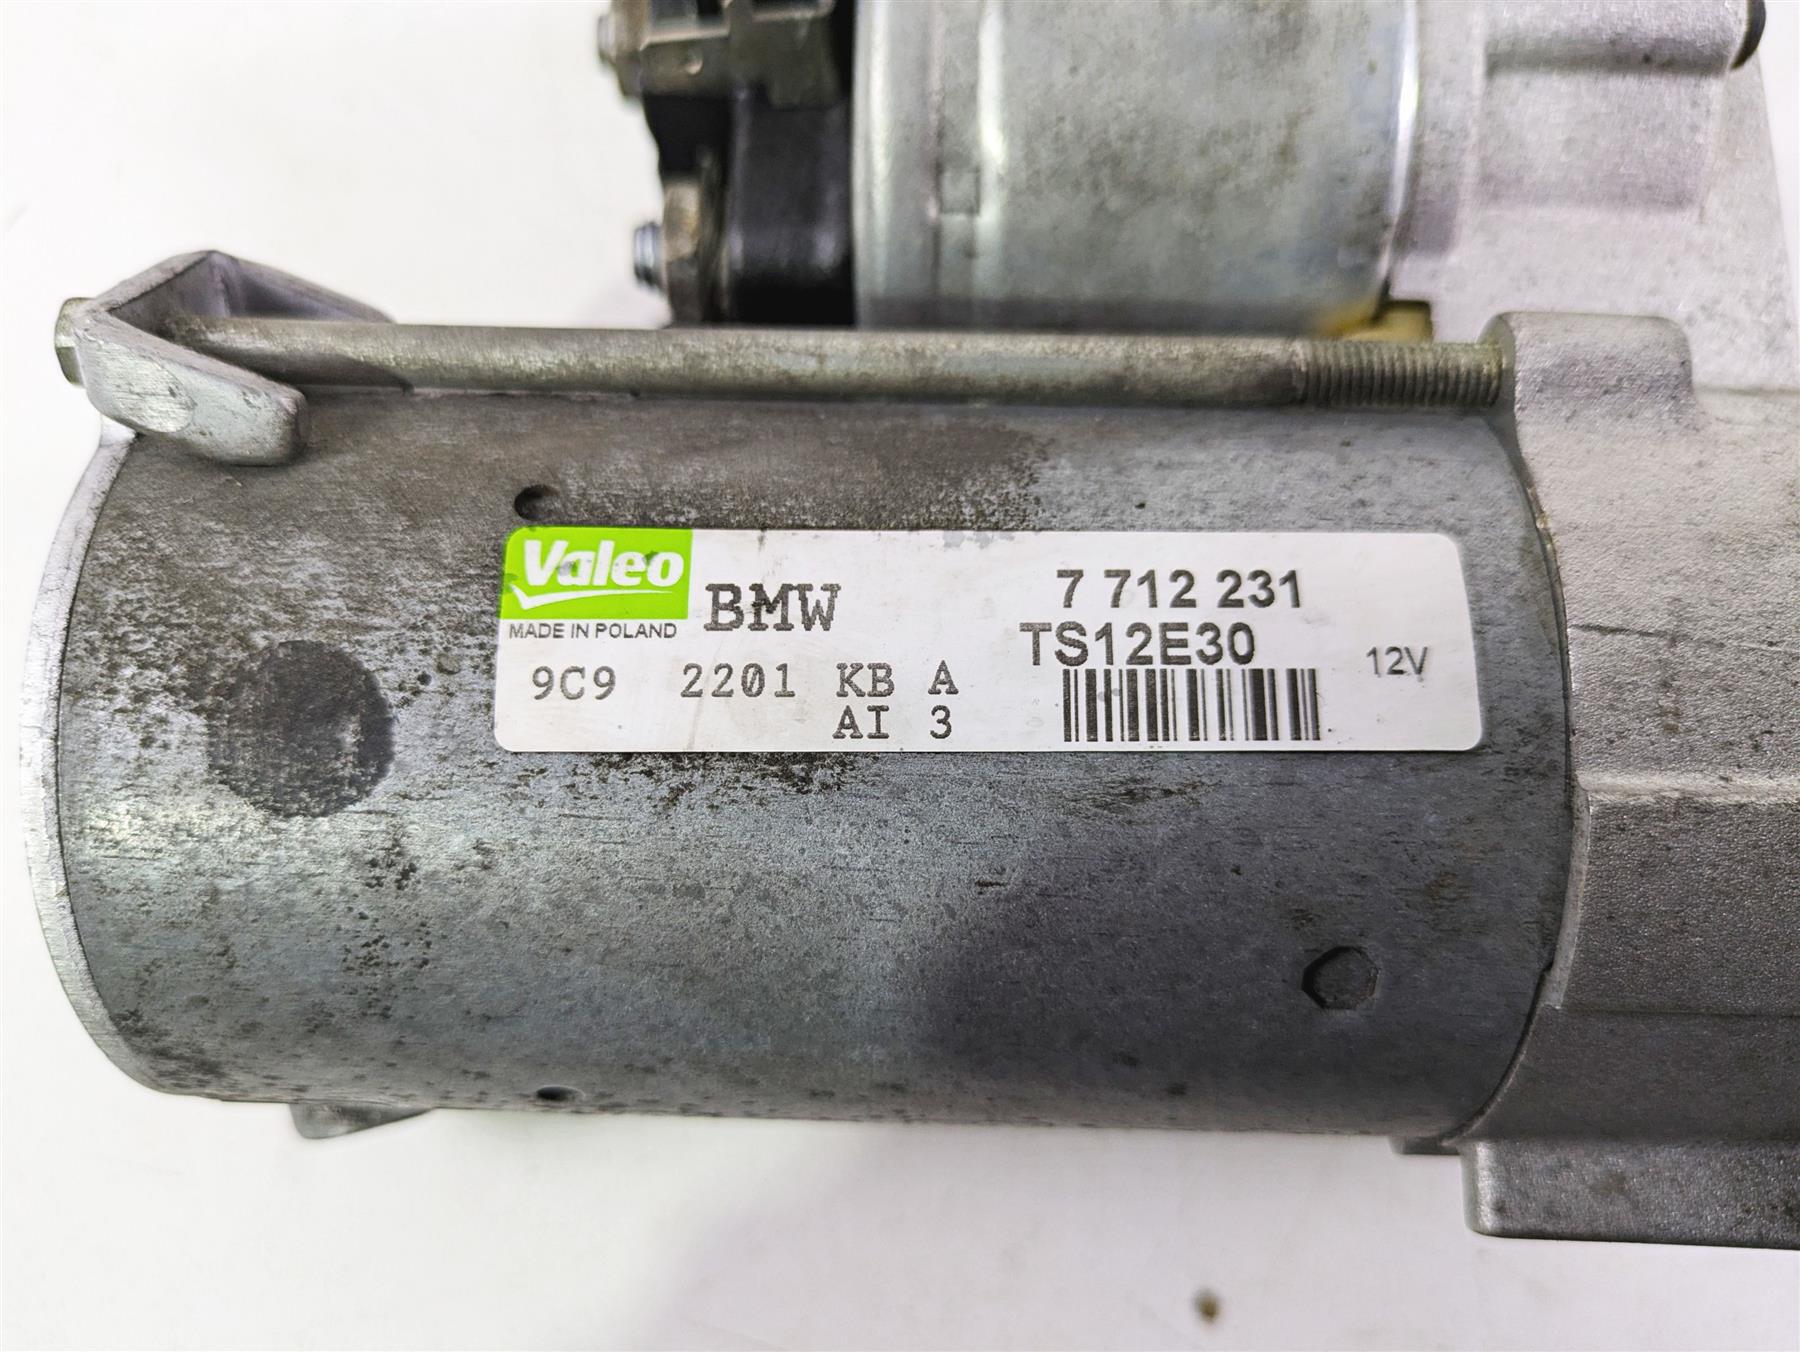 Valeo BMW 7 712 231
MADE IN POLAND TS12E30 12V
9C9 2201 KB A
AI 3